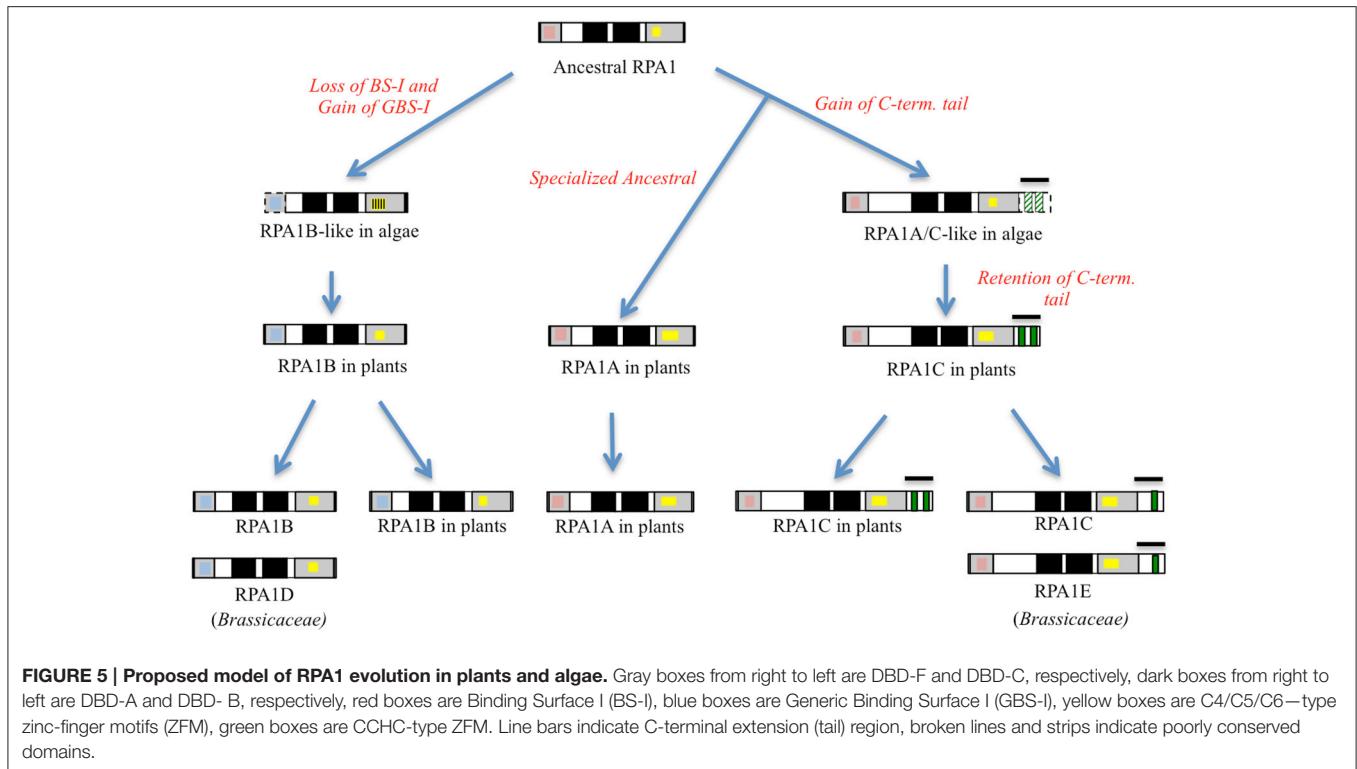 Ancestral RPA1
Loss of BS-I and
Gain of GBS-I
Gain of C-term. tail
Specialized Ancestral
RPA1B-like in algae
RPA1A/C-like in algae
Retention of C-term.
tail
RPA1B in plants
RPA1A in plants
RPA1C in plants
RPA1B
RPA1B in plants
RPA1A in plants
RPA1C in plants
RPA1C
RPA1D
(Brassicaceae)
RPA1E
(Brassicaceae)
FIGURE 5 | Proposed model of RPA1 evolution in plants and algae. Gray boxes from right to left are DBD-F and DBD-C, respectively, dark boxes from right to
left are DBD-A and DBD- B, respectively, red boxes are Binding Surface I (BS-I), blue boxes are Generic Binding Surface I (GBS-I), yellow boxes are C4/C5/C6—type
zinc-finger motifs (ZFM), green boxes are CCHC-type ZFM. Line bars indicate C-terminal extension (tail) region, broken lines and strips indicate poorly conserved
domains.